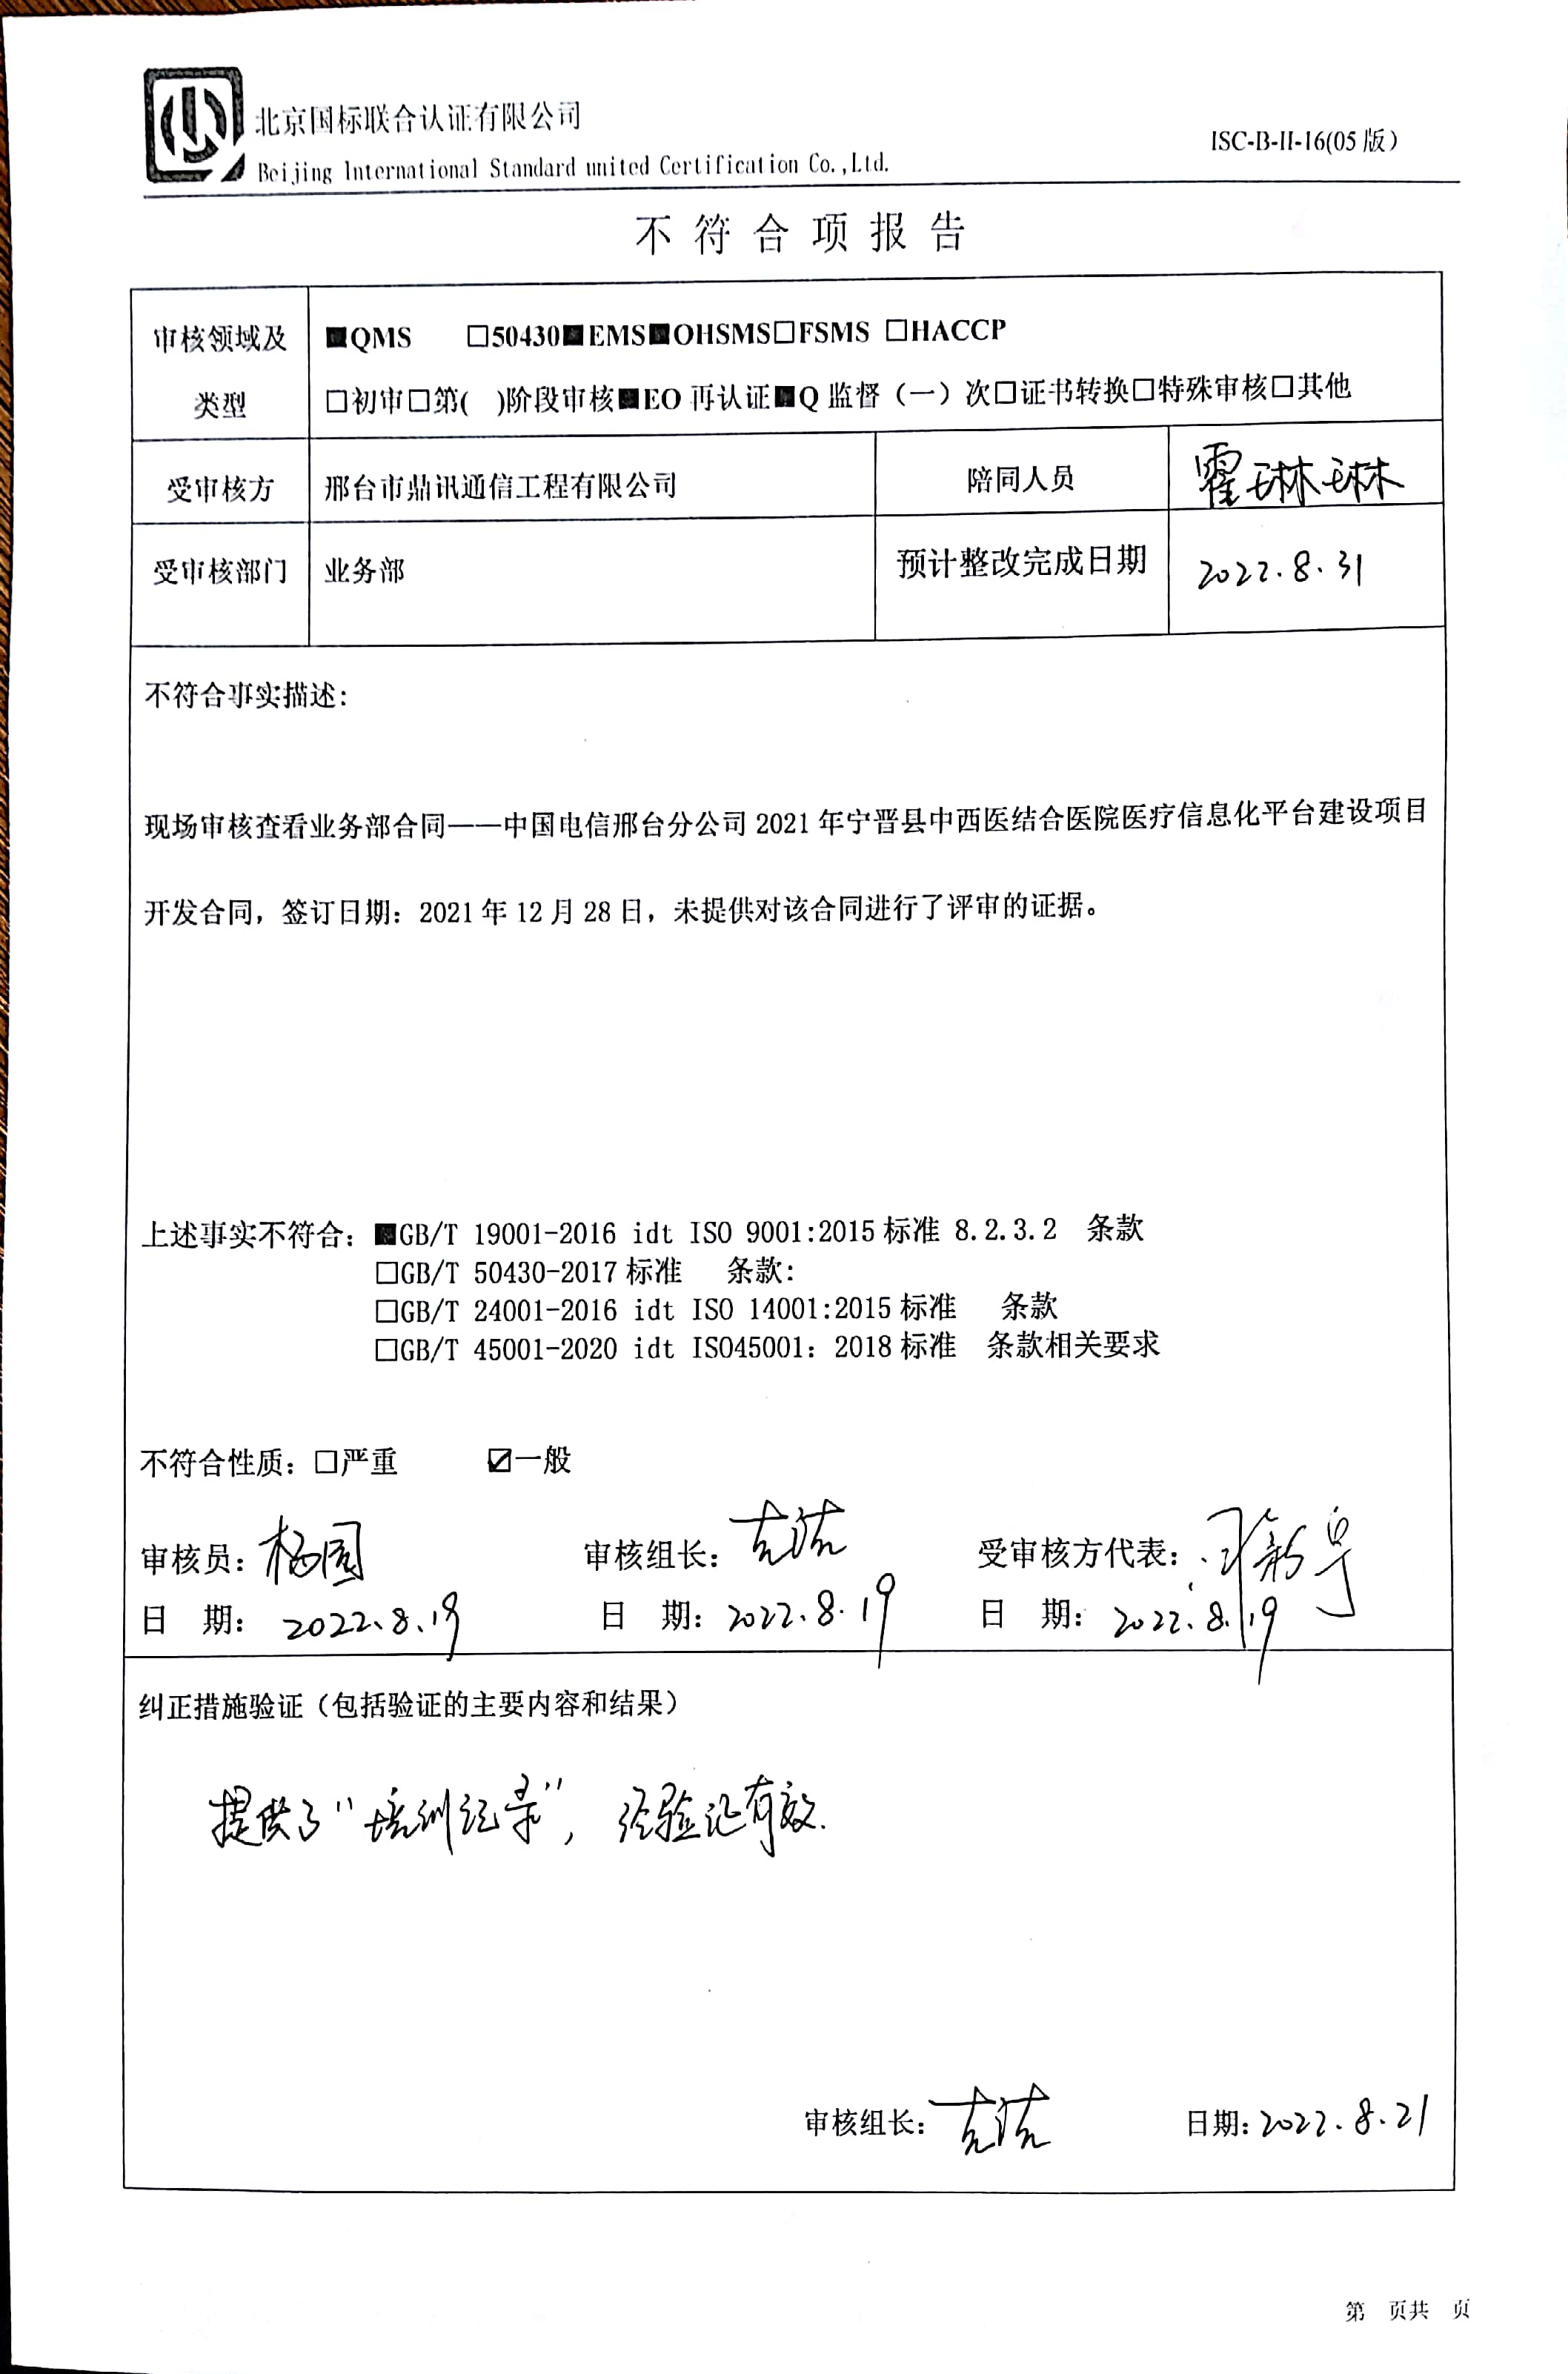 北京国标联合认证有限公司
Beijing International Standard united Certification Co.,Ltd.
ISC-B-II-16(05版)
不符合项报告
审核领域及类型
■QMS □50430■EMS■OHSMS□FSMS □HACCP
□初审□第( )阶段审核■EO再认证■Q监督（一）次□证书转换□特殊审核□其他
受审核方 邢台市鼎讯通信工程有限公司 陪同人员 霍琳琳
受审核部门 业务部 预计整改完成日期 2022.8.31
不符合事实描述：
现场审核查看业务部合同——中国电信邢台分公司2021年宁晋县中西医结合医院医疗信息化平台建设项目
开发合同，签订日期：2021年12月28日，未提供对该合同进行了评审的证据。
上述事实不符合：■GB/T 19001-2016 idt ISO 9001:2015标准 8.2.3.2 条款
□GB/T 50430-2017标准 条款：
□GB/T 24001-2016 idt ISO 14001:2015标准 条款
□GB/T 45001-2020 idt ISO45001：2018标准 条款相关要求
不符合性质：□严重 ☑一般
审核员： 审核组长： 受审核方代表：
日 期：2022.8.19 日 期：2022.8.19 日 期：2022.8.19
纠正措施验证（包括验证的主要内容和结果）
提供了“培训记录”，经验证有效.
审核组长： 日期：2022.8.21
第 页共 页